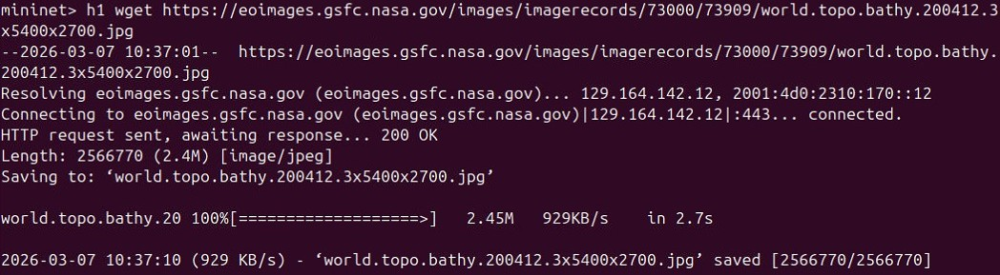 mininet> h1 wget https://eoimages.gsfc.nasa.gov/images/imagerecords/73000/73909/world.topo.bathy.200412.3
x5400x2700.jpg
--2026-03-07 10:37:01--  https://eoimages.gsfc.nasa.gov/images/imagerecords/73000/73909/world.topo.bathy.
200412.3x5400x2700.jpg
Resolving eoimages.gsfc.nasa.gov (eoimages.gsfc.nasa.gov)... 129.164.142.12, 2001:4d0:2310:170::12
Connecting to eoimages.gsfc.nasa.gov (eoimages.gsfc.nasa.gov)|129.164.142.12|:443... connected.
HTTP request sent, awaiting response... 200 OK
Length: 2566770 (2.4M) [image/jpeg]
Saving to: ‘world.topo.bathy.200412.3x5400x2700.jpg’
world.topo.bathy.20 100%[===================>]   2.45M   929KB/s    in 2.7s
2026-03-07 10:37:10 (929 KB/s) - ‘world.topo.bathy.200412.3x5400x2700.jpg’ saved [2566770/2566770]